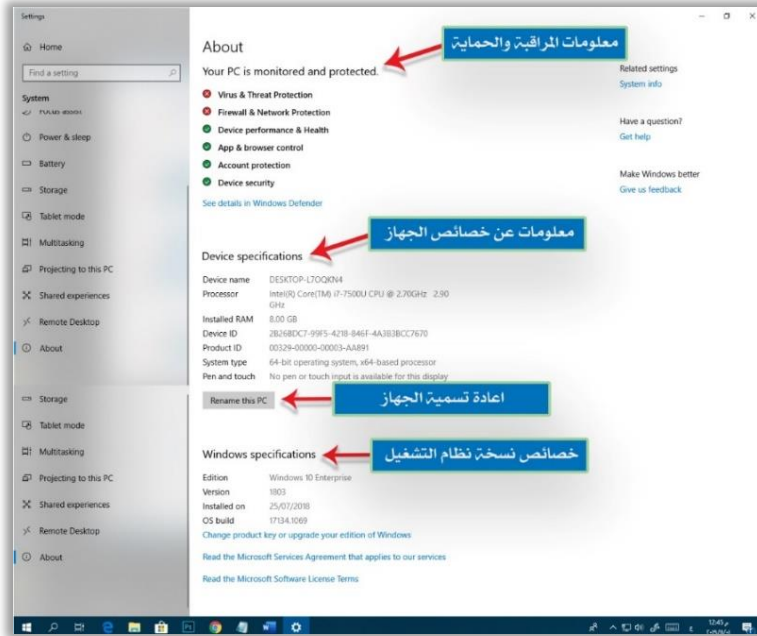 Settings
Home
Find a setting
System
Focus assist
Power & sleep
Battery
Storage
Tablet mode
Multitasking
Projecting to this PC
Shared experiences
Remote Desktop
About
Storage
Tablet mode
Multitasking
Projecting to this PC
Shared experiences
Remote Desktop
About
About
معلومات المراقبة والحماية
Your PC is monitored and protected.
Virus & Threat Protection
Firewall & Network Protection
Device performance & Health
App & browser control
Account protection
Device security
See details in Windows Defender
معلومات عن خصائص الجهاز
Device specifications
Device name DESKTOP-L7OQKN4
Processor Intel(R) Core(TM) i7-7500U CPU @ 2.70GHz 2.90
GHz
Installed RAM 8.00 GB
Device ID 2B26BDC7-99F5-4218-846F-4A3B3BCC7670
Product ID 00329-00000-00003-AA891
System type 64-bit operating system, x64-based processor
Pen and touch No pen or touch input is available for this display
Rename this PC
اعادة تسمية الجهاز
Windows specifications
خصائص نسخة نظام التشغيل
Edition Windows 10 Enterprise
Version 1803
Installed on 25/07/2018
OS build 17134.1069
Change product key or upgrade your edition of Windows
Read the Microsoft Services Agreement that applies to our services
Read the Microsoft Software License Terms
Related settings
System info
Have a question?
Get help
Make Windows better
Give us feedback
12:45 م